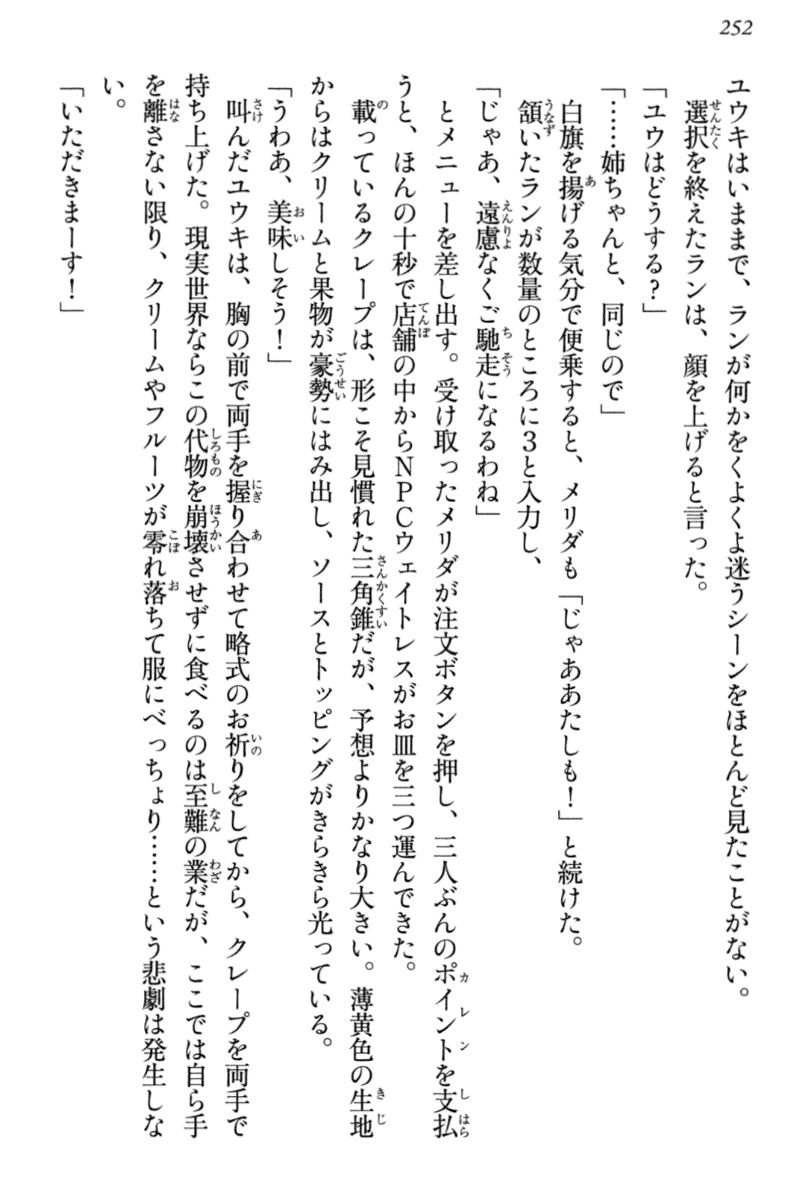 252
ユウキはいままで、ランが何かをくよくよ迷うシーンをほとんど見たことがない。
選択を終えたランは、顔を上げると言った。
「ユウはどうする?」
「……姉ちゃんと、同じので」
白旗を揚げる気分で便乗すると、メリダも「じゃああたしも!」と続けた。
頷いたランが数量のところに3と入力し、
「じゃあ、遠慮なくご馳走になるわね」
とメニューを差し出す。受け取ったメリダが注文ボタンを押し、三人ぶんのポイントを支払
うと、ほんの十秒で店舗の中からNPCウェイトレスがお皿を三つ運んできた。
載っているクレープは、形こそ見慣れた三角錐だが、予想よりかなり大きい。薄黄色の生地
からはクリームと果物が豪勢にはみ出し、ソースとトッピングがきらきら光っている。
「うわあ、美味しそう!」
叫んだユウキは、胸の前で両手を握り合わせて略式のお祈りをしてから、クレープを両手で
持ち上げた。現実世界ならこの代物を崩壊させずに食べるのは至難の業だが、ここでは自ら手
を離さない限り、クリームやフルーツが零れ落ちて服にべっちょり……という悲劇は発生しな
い。
「いただきまーす!」